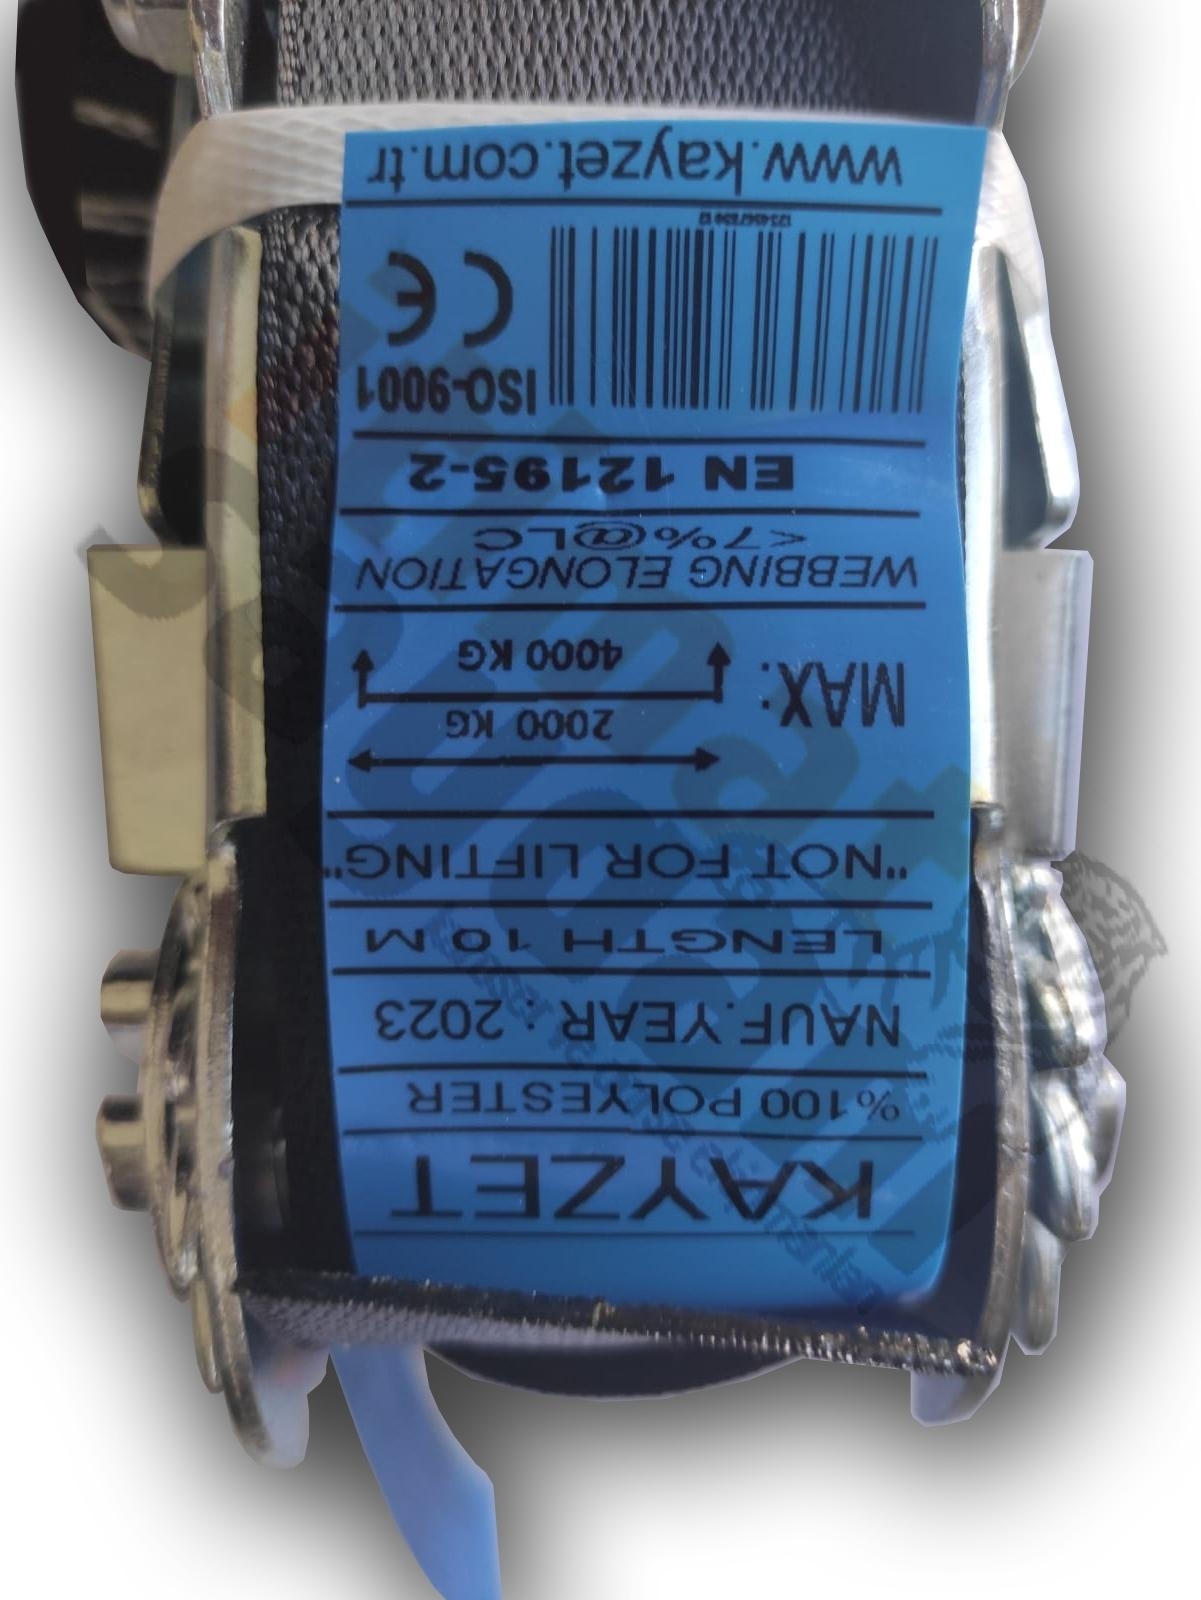 KAYZET
%100 POLYESTER
NAUF.YEAR : 2023
LENGTH 10 M
"NOT FOR LIFTING"
MAX:
2000 KG
4000 KG
WEBBING ELONGATION
<7%@LC
EN 12195-2
ISO-9001
CE
www.kayzet.com.tr